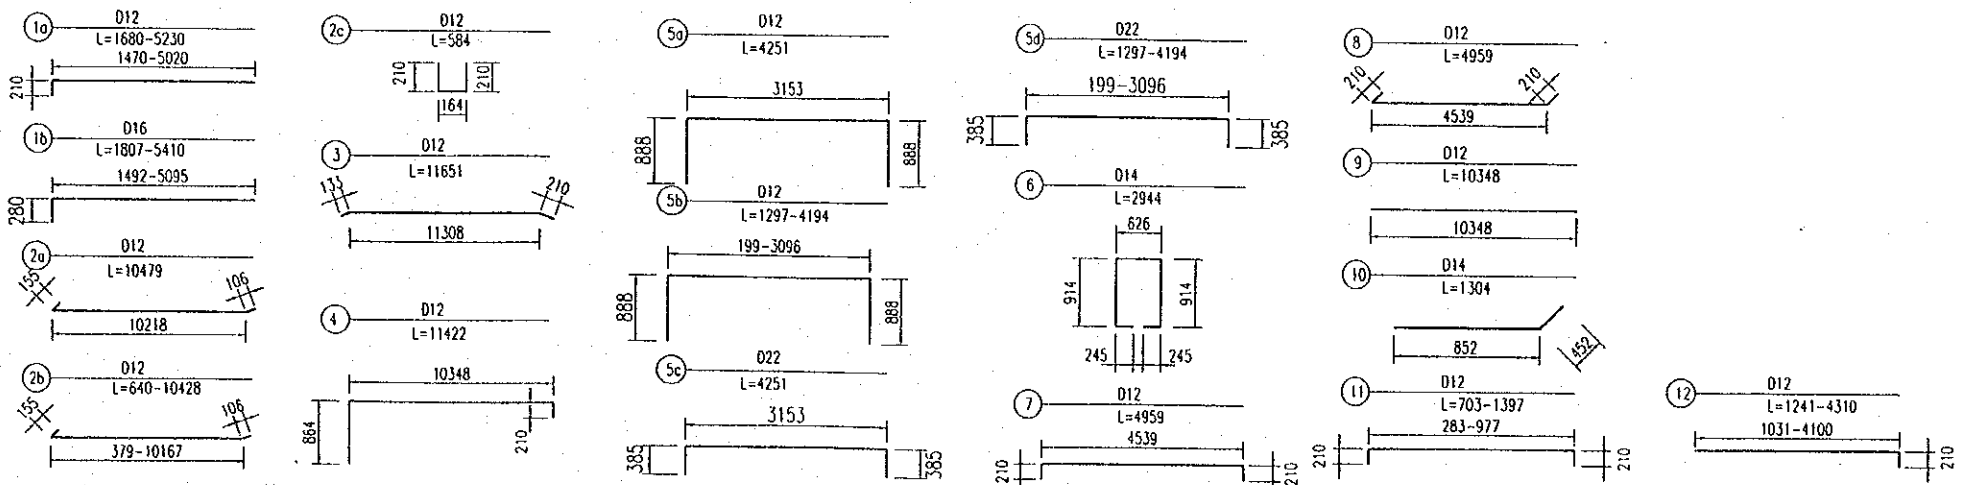 1a
D12
L=1680-5230
1470-5020
210
1b
D16
L=1807-5410
1492-5095
280
2a
D12
L=10479
155
106
10218
2b
D12
L=640-10428
155
106
379-10167
2c
D12
L=584
210
210
164
3
D12
L=11651
133
210
11308
4
D12
L=11422
10348
864
210
5a
D12
L=4251
3153
888
888
5b
D12
L=1297-4194
199-3096
888
888
5c
D22
L=4251
3153
385
385
5d
D22
L=1297-4194
199-3096
385
385
6
D14
L=2944
626
914
914
245
245
7
D12
L=4959
4539
210
210
8
D12
L=4959
210
210
4539
9
D12
L=10348
10348
10
D14
L=1304
852
452
11
D12
L=703-1397
283-977
210
210
12
D12
L=1241-4310
1031-4100
210